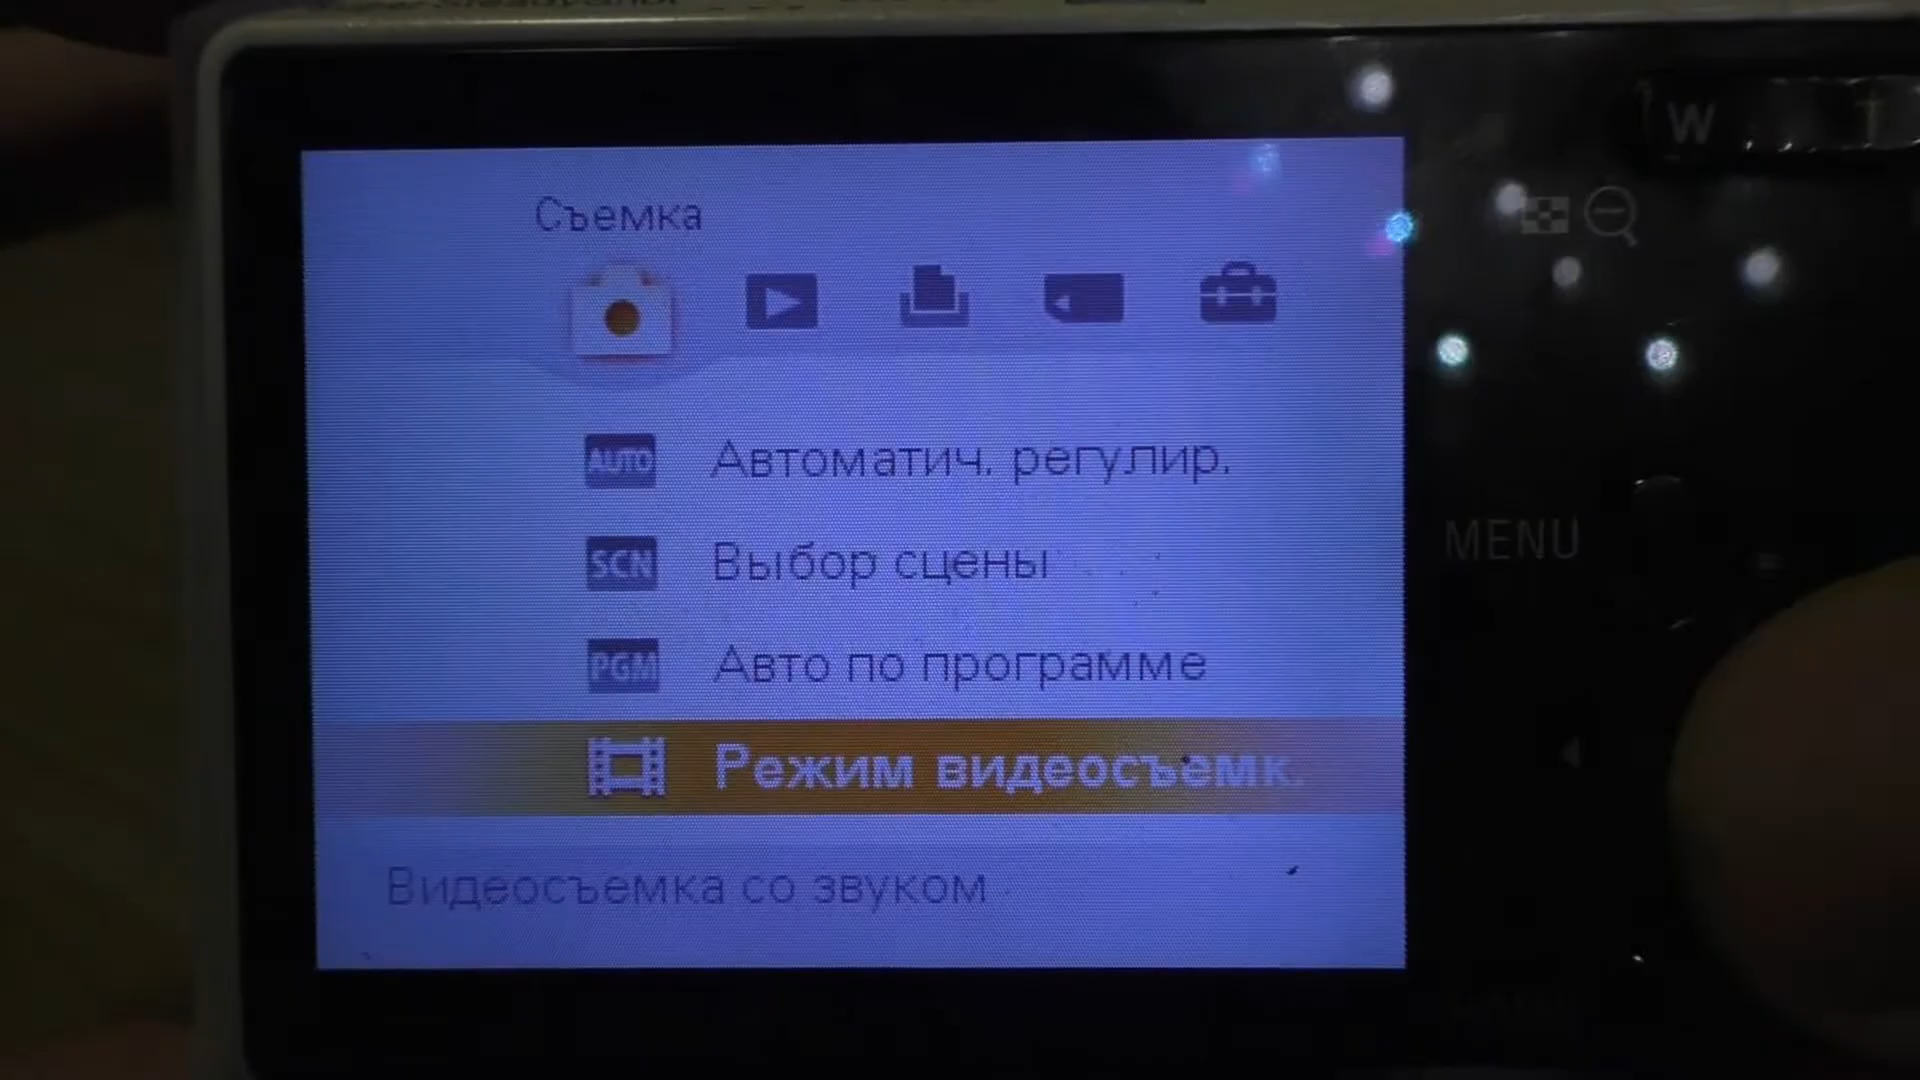 W T
Съемка
AUTO Автоматич. регулир.
SCN Выбор сцены
MENU
PGM Авто по программе
Режим видеосъемк.
Видеосъемка со звуком